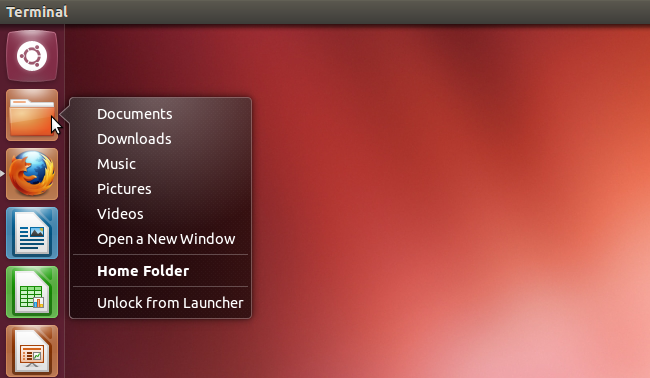 Terminal
Documents
Downloads
Music
Pictures
Videos
Open a New Window
Home Folder
Unlock from Launcher